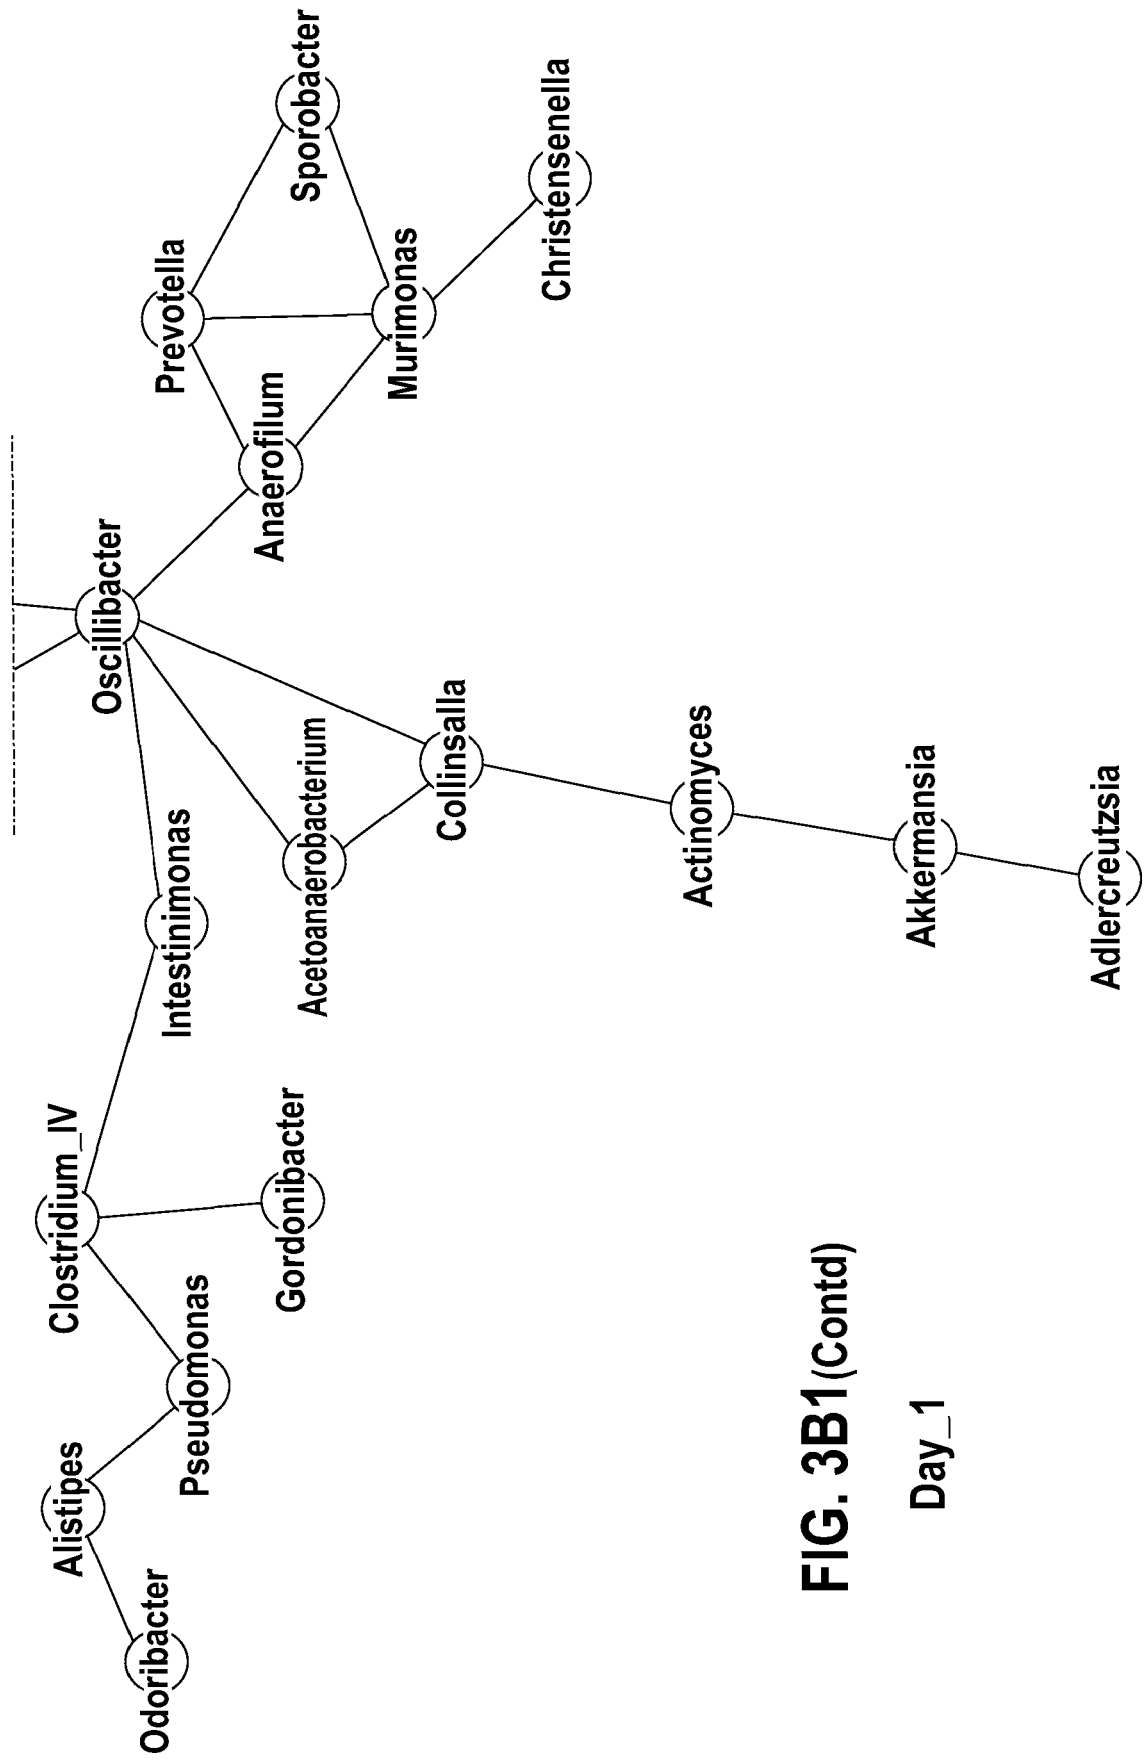 Oscillibacter
Prevotella
Sporobacter
Anaerofilum
Murimonas
Christensenella
Clostridium_IV
Intestinimonas
Acetoanaerobacterium
Collinsalla
Alistipes
Pseudomonas
Gordonibacter
Odoribacter
Actinomyces
Akkermansia
Adlercreutzsia
FIG. 3B1(Contd)
Day_1